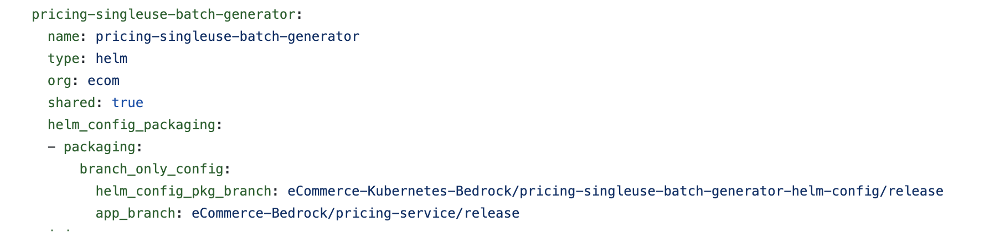 pricing-singleuse-batch-generator:
name: pricing-singleuse-batch-generator
type: helm
org: ecom
shared: true
helm_config_packaging:
- packaging:
branch_only_config:
helm_config_pkg_branch: eCommerce-Kubernetes-Bedrock/pricing-singleuse-batch-generator-helm-config/release
app_branch: eCommerce-Bedrock/pricing-service/release